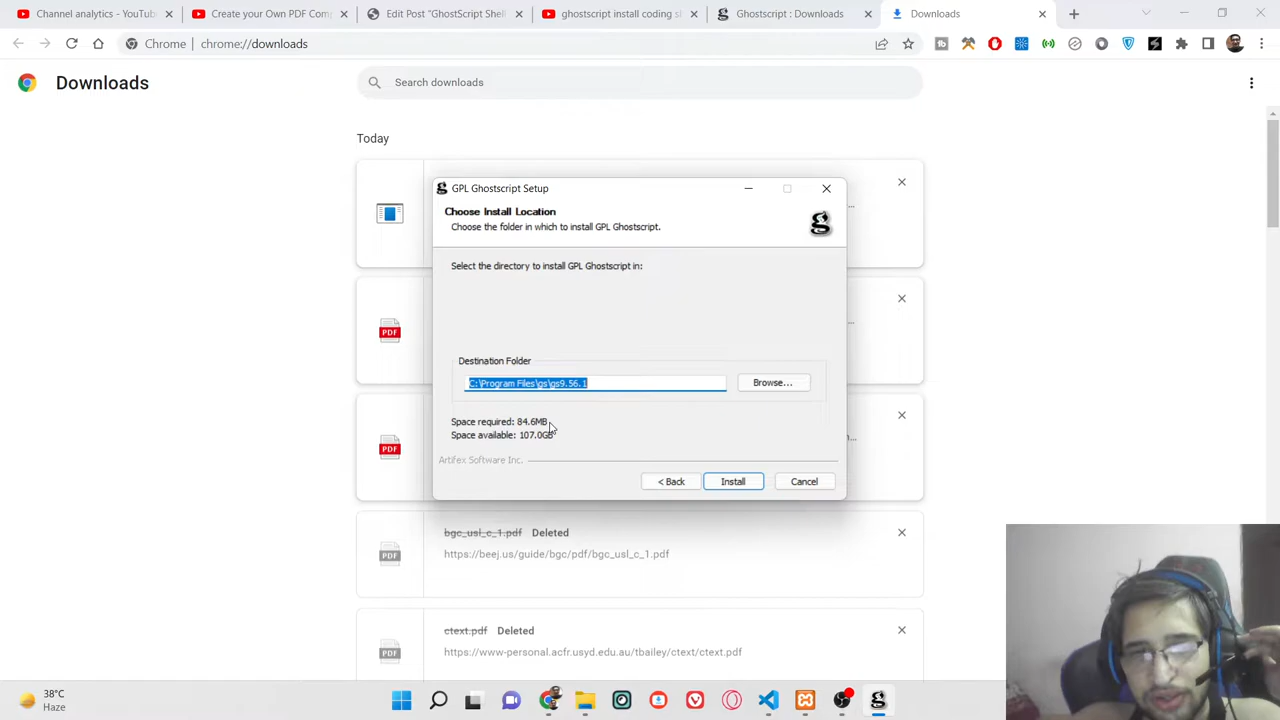 Channel analytics - YouTub
Create your Own PDF Comp
Edit Post "GhostScript Shell
ghostscript install coding sh
Ghostscript : Downloads
Downloads
Chrome
chrome://downloads
Downloads
Search downloads
Today
GPL Ghostscript Setup
Choose Install Location
Choose the folder in which to install GPL Ghostscript.
Select the directory to install GPL Ghostscript in:
Destination Folder
C:\Program Files\gs\gs9.56.1
Browse...
Space required: 84.6MB
Space available: 107.0GB
Artifex Software Inc.
< Back
Install
Cancel
PDF
PDF
bgc_usl_c_1.pdf Deleted
https://beej.us/guide/bgc/pdf/bgc_usl_c_1.pdf
PDF
ctext.pdf Deleted
https://www-personal.acfr.usyd.edu.au/tbailey/ctext/ctext.pdf
PDF
38°C
Haze